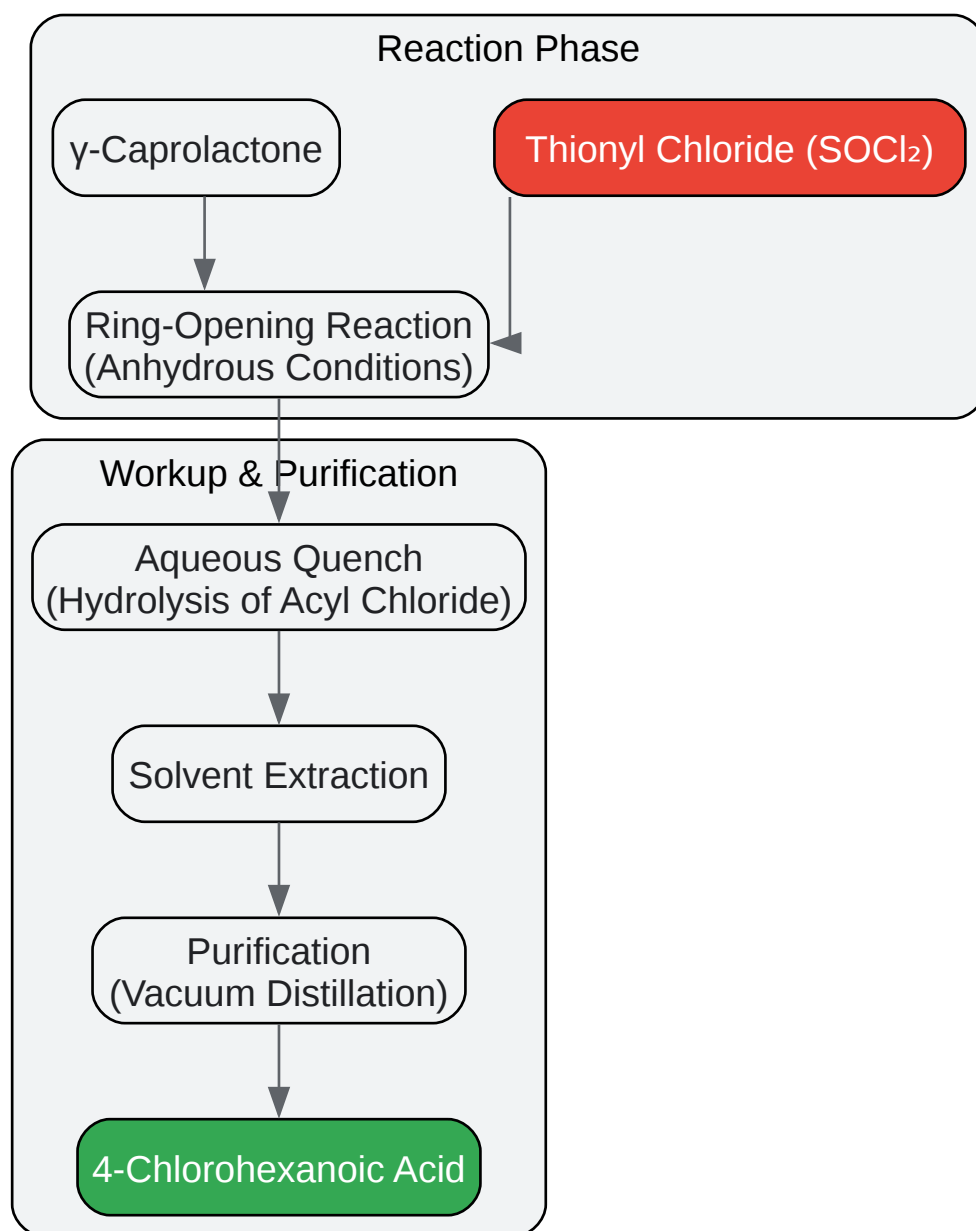 Reaction Phase
γ-Caprolactone
Thionyl Chloride (SOCl₂)
Ring-Opening Reaction
(Anhydrous Conditions)
Workup & Purification
Aqueous Quench
(Hydrolysis of Acyl Chloride)
Solvent Extraction
Purification
(Vacuum Distillation)
4-Chlorohexanoic Acid